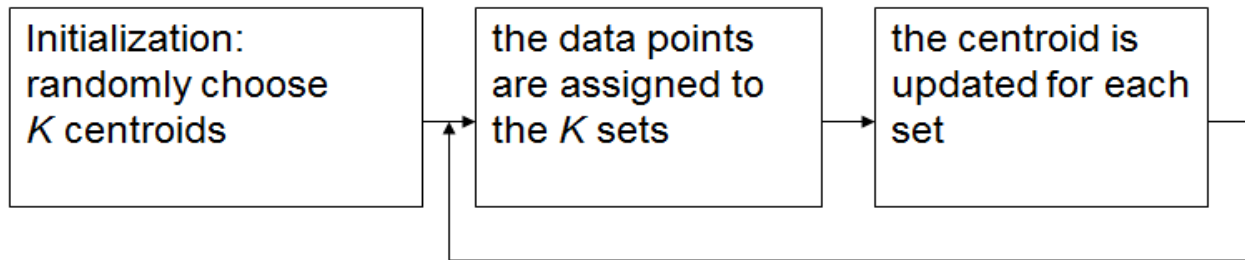 Initialization:
randomly choose
K centroids
the data points
are assigned to
the K sets
the centroid is
updated for each
set